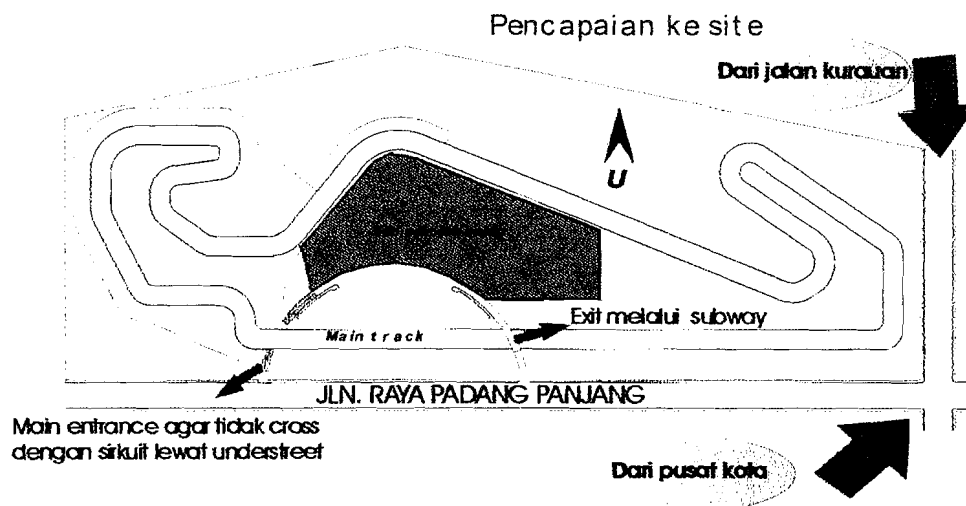 Pencapaian ke site
Dari jalan kurauan
U
Exit melalui subway
Main track
JLN. RAYA PADANG PANJANG
Main entrance agar tidak cross
dengan sirkuit lewat understreet
Dari pusat kota